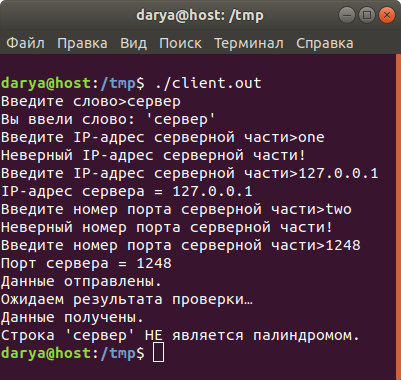 darya@host: /tmp
Файл Правка Вид Поиск Терминал Справка
darya@host:/tmp$ ./client.out
Введите слово>сервер
Вы ввели слово: 'сервер'
Введите IP-адрес серверной части>one
Неверный IP-адрес серверной части!
Введите IP-адрес серверной части>127.0.0.1
IP-адрес сервера = 127.0.0.1
Введите номер порта серверной части>two
Неверный номер порта серверной части!
Введите номер порта серверной части>1248
Порт сервера = 1248
Данные отправлены.
Ожидаем результата проверки…
Данные получены.
Строка 'сервер' НЕ является палиндромом.
darya@host:/tmp$